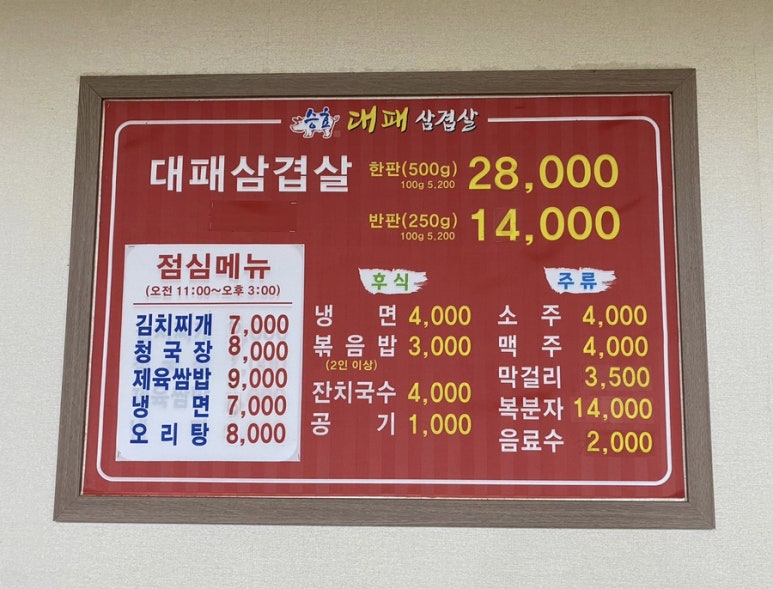 승훈 대패 삼겹살
대패삼겹살 한판(500g) 28,000
100g 5.200
반판(250g) 14,000
100g 5,200
점심메뉴
(오전 11:00~오후 3:00)
김치찌개 7,000
청국장 8,000
제육쌈밥 9,000
냉면 7,000
오리탕 8,000
후식
냉면 4,000
볶음밥 3,000
(2인 이상)
잔치국수 4,000
공기 1,000
주류
소주 4,000
맥주 4,000
막걸리 3,500
복분자 14,000
음료수 2,000